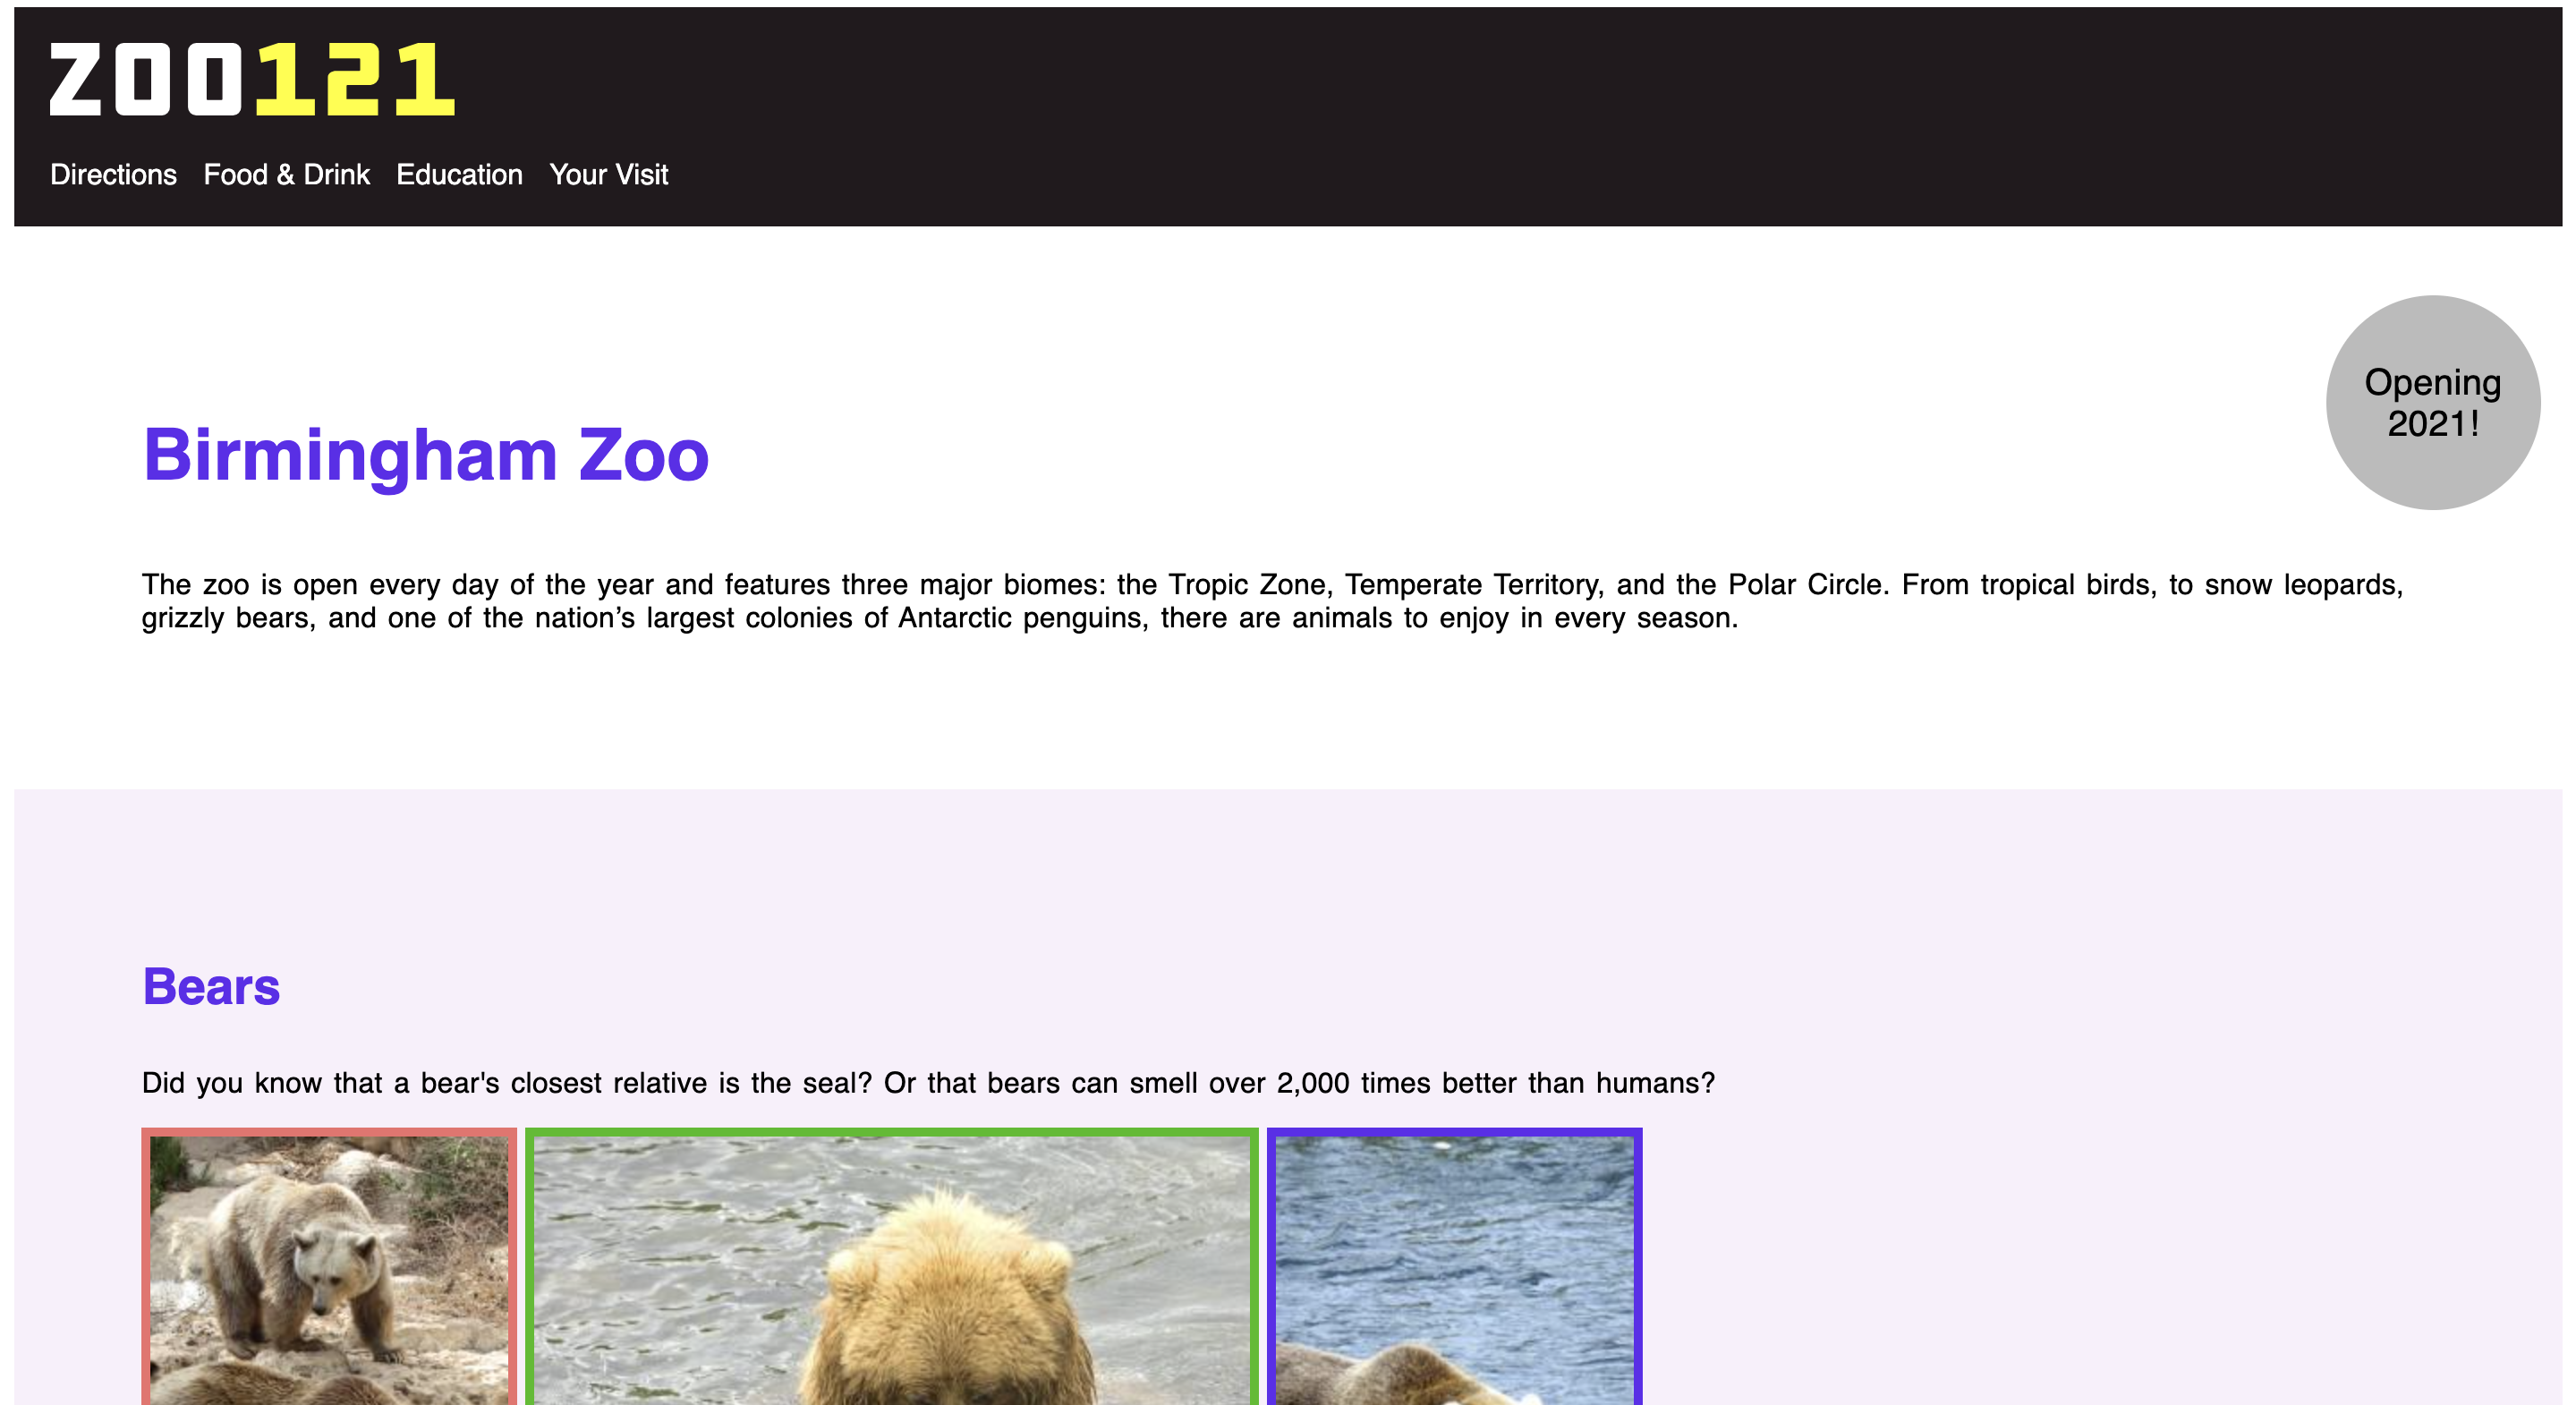 ZOO121
Directions Food & Drink Education Your Visit
Opening
2021!
Birmingham Zoo
The zoo is open every day of the year and features three major biomes: the Tropic Zone, Temperate Territory, and the Polar Circle. From tropical birds, to snow leopards,
grizzly bears, and one of the nation’s largest colonies of Antarctic penguins, there are animals to enjoy in every season.
Bears
Did you know that a bear's closest relative is the seal? Or that bears can smell over 2,000 times better than humans?